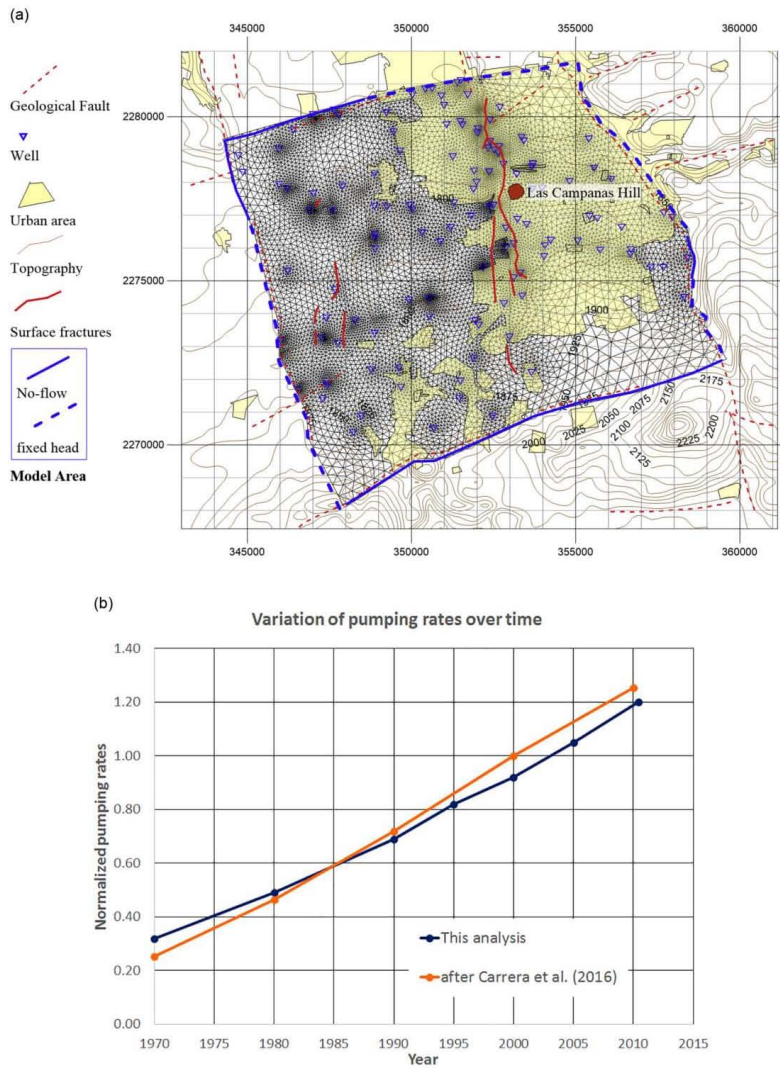 (a)
345000 350000 355000 360000
Geological Fault
Well
Urban area
Topography
Surface fractures
No-flow
fixed head
Model Area
2280000
2275000
2270000
Las Campanas Hill
1800
1900
1925
1875
2000
2025
2050
2075
2100
2125
2150
2175
2200
2225
345000 350000 355000 360000
(b)
Variation of pumping rates over time
Normalized pumping rates
1.40
1.20
1.00
0.80
0.60
0.40
0.20
0.00
This analysis
after Carrera et al. (2016)
1970 1975 1980 1985 1990 1995 2000 2005 2010 2015
Year